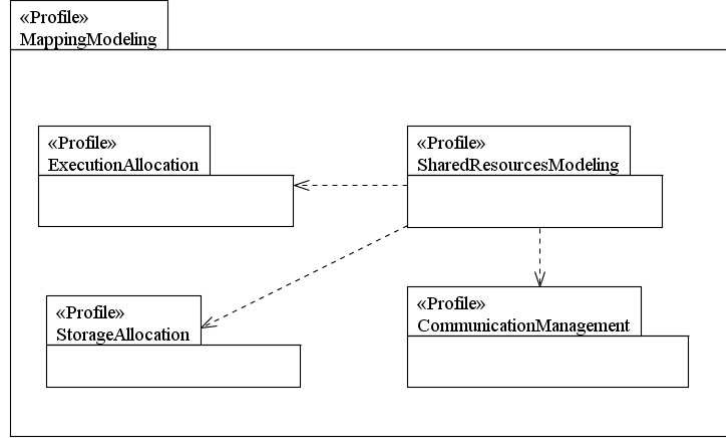 «Profile»
MappingModeling
«Profile»
ExecutionAllocation
«Profile»
SharedResourcesModeling
«Profile»
StorageAllocation
«Profile»
CommunicationManagement